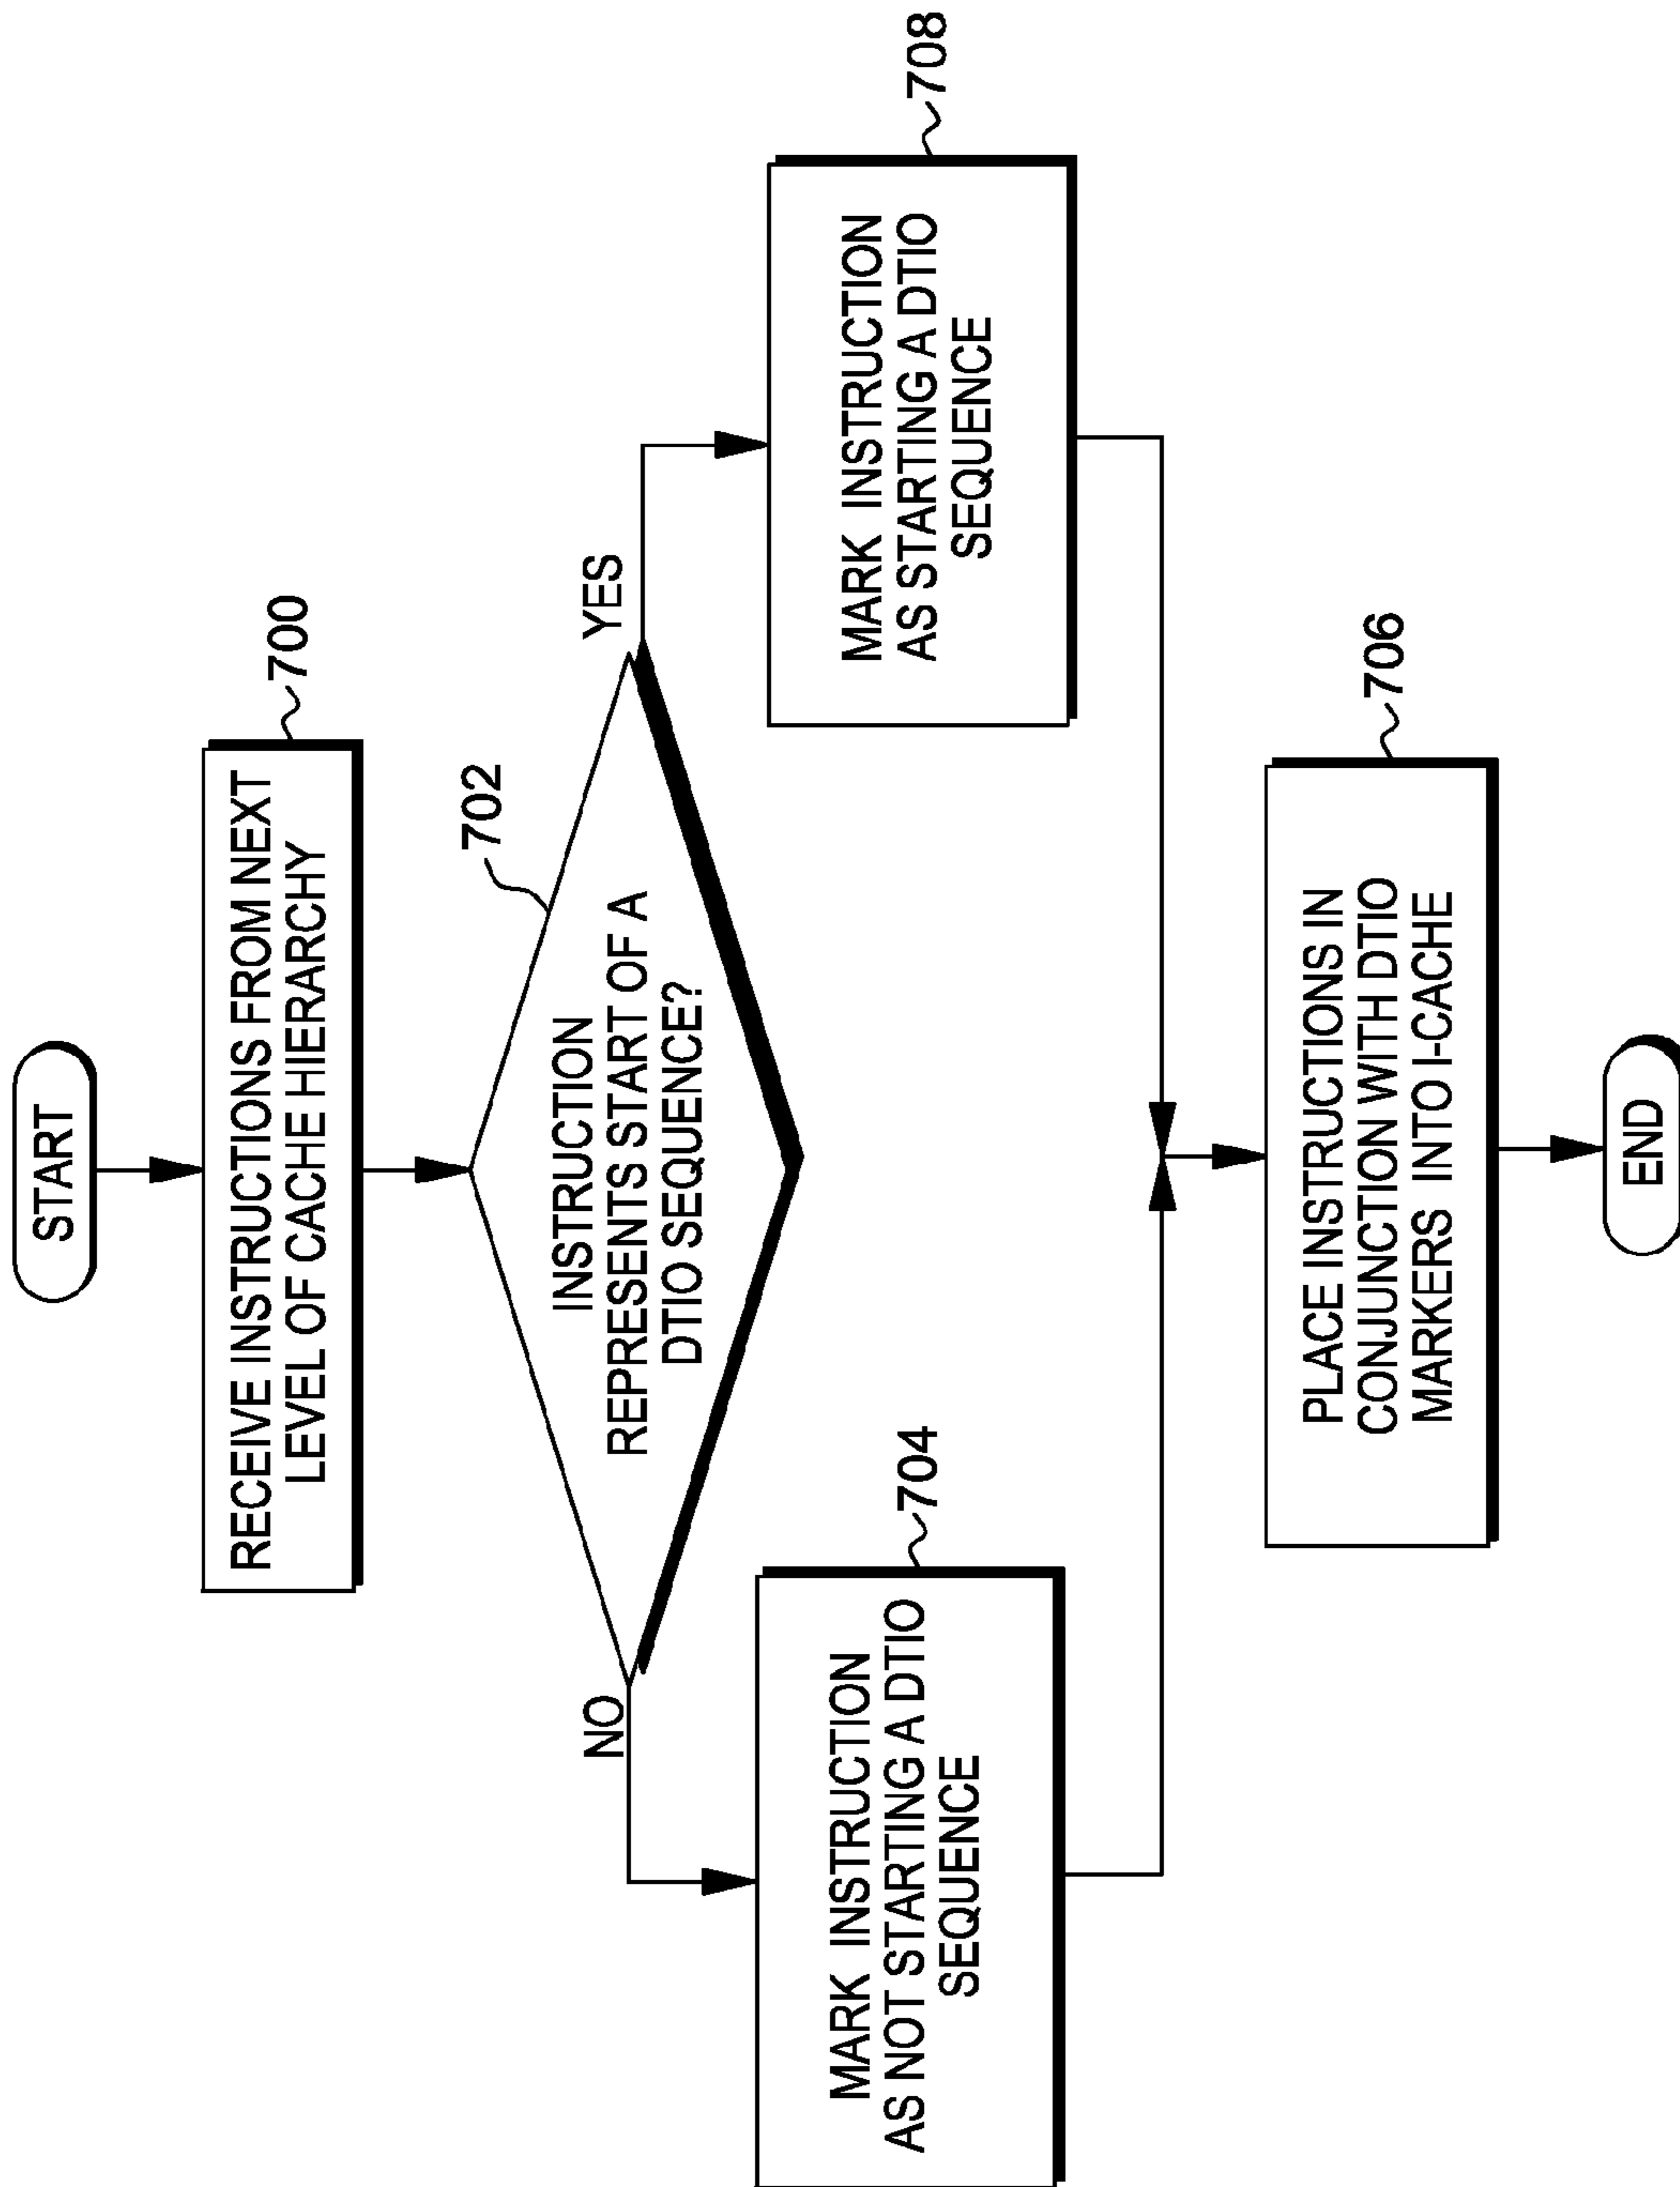 START
RECEIVE INSTRUCTIONS FROM NEXT
LEVEL OF CACHE HIERARCHY
700
702
INSTRUCTION
REPRESENTS START OF A
DTIO SEQUENCE?
NO
YES
MARK INSTRUCTION
AS NOT STARTING A DTIO
SEQUENCE
704
MARK INSTRUCTION
AS STARTING A DTIO
SEQUENCE
708
PLACE INSTRUCTIONS IN
CONJUNCTION WITH DTIO
MARKERS INTO I-CACHE
706
END